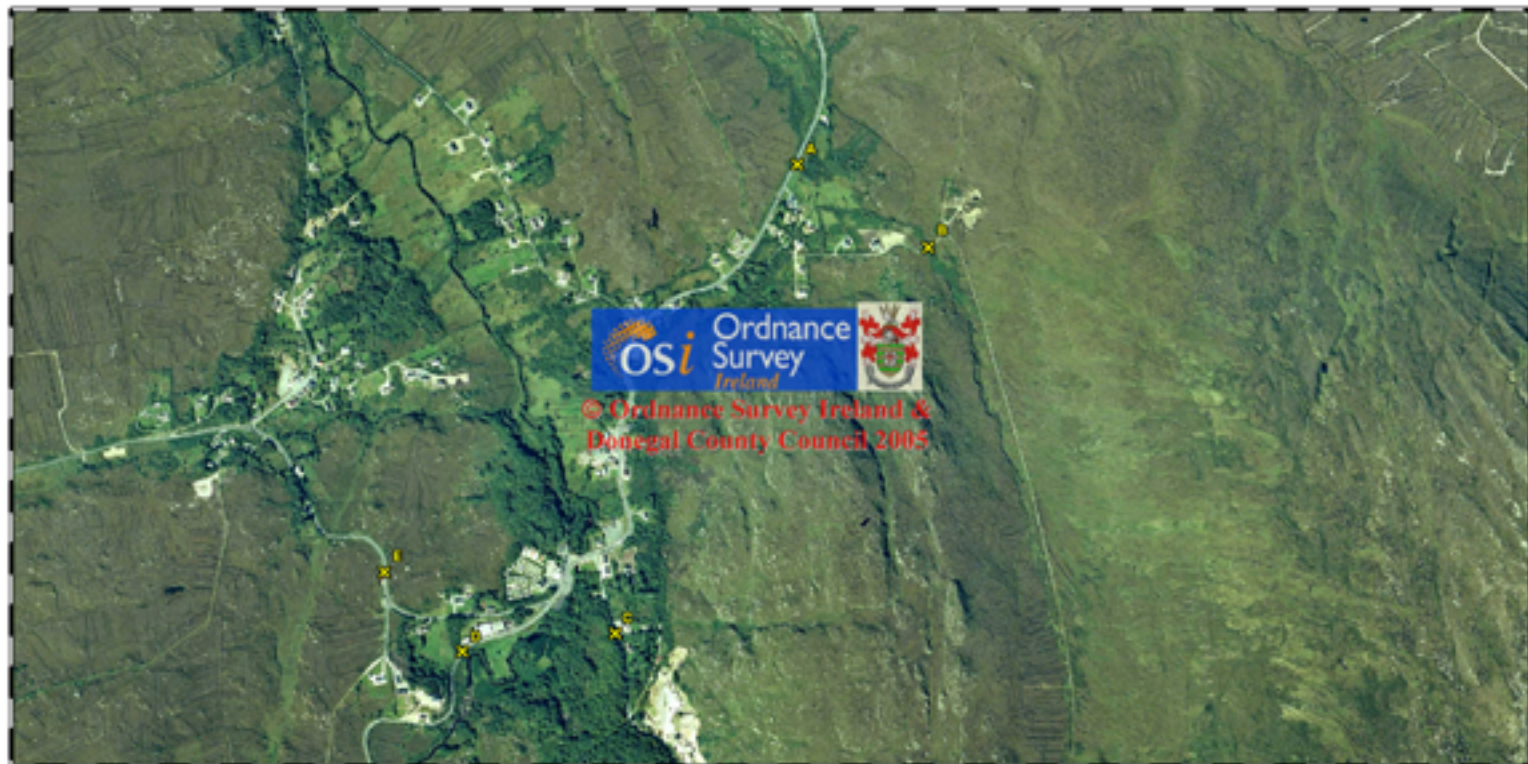 A
B
OSi Ordnance Survey Ireland
© Ordnance Survey Ireland &
Donegal County Council 2005
E
D
C